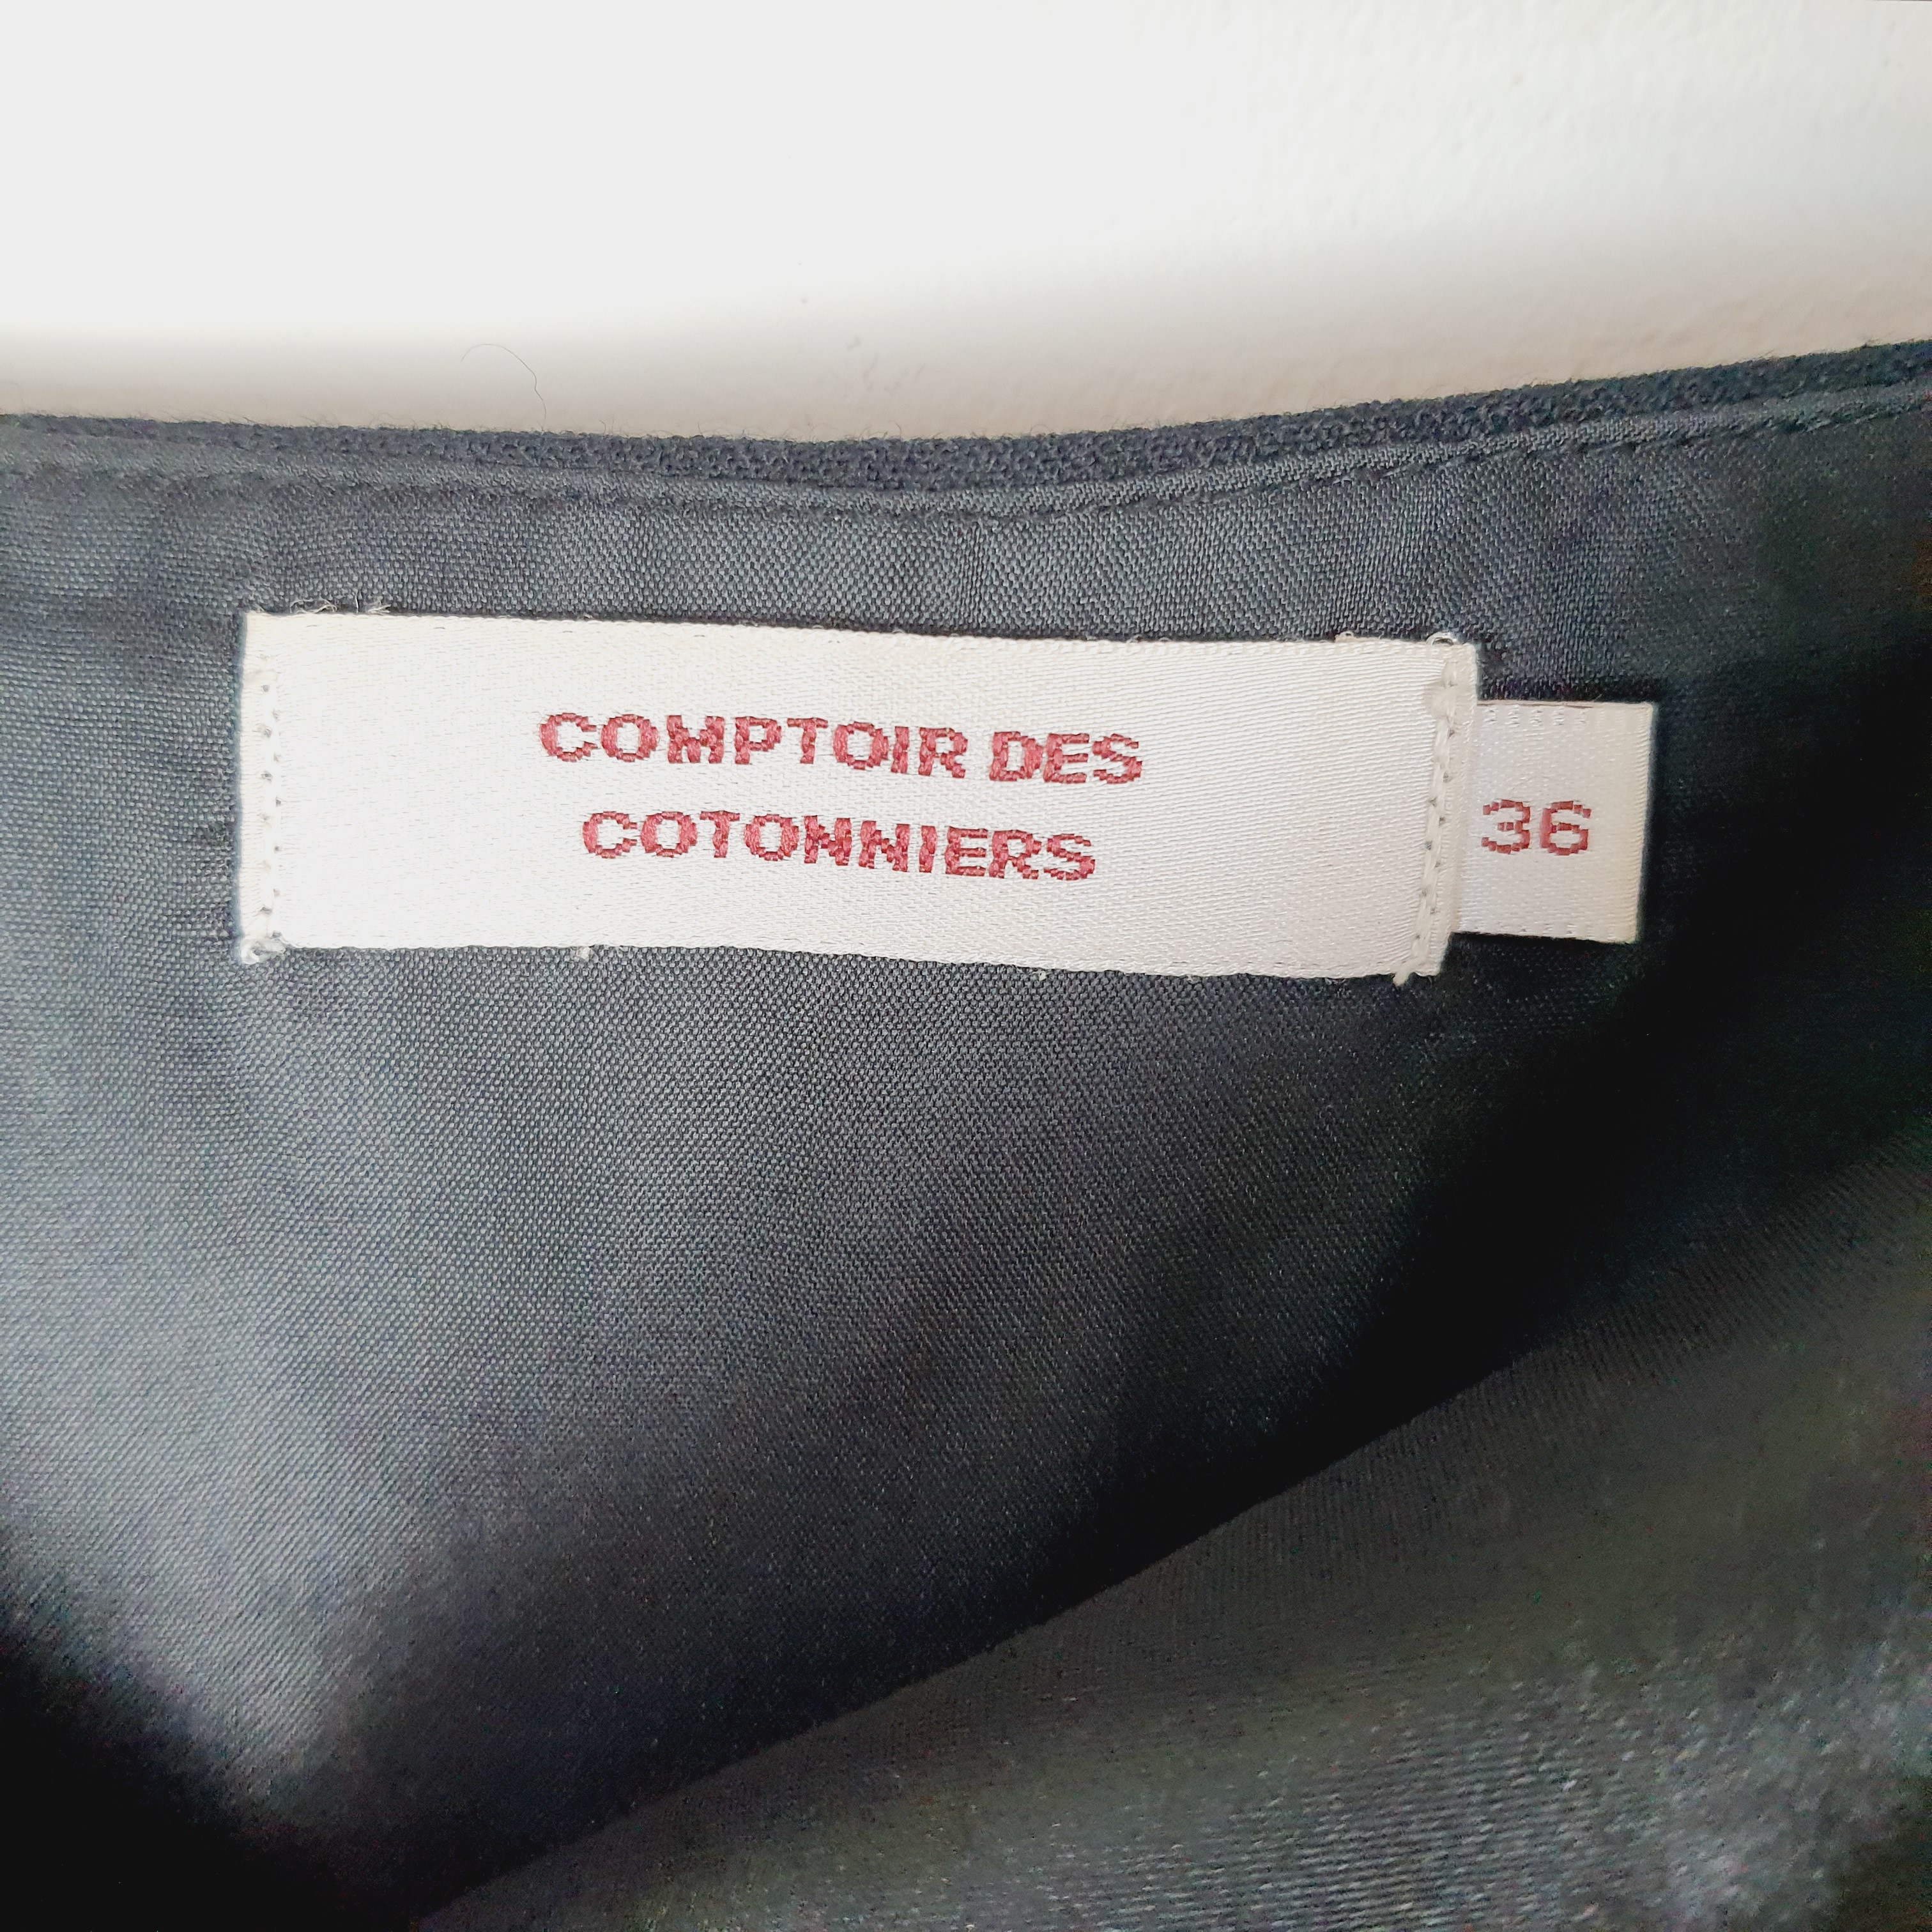 COMPTOIR DES
COTONNIERS
36